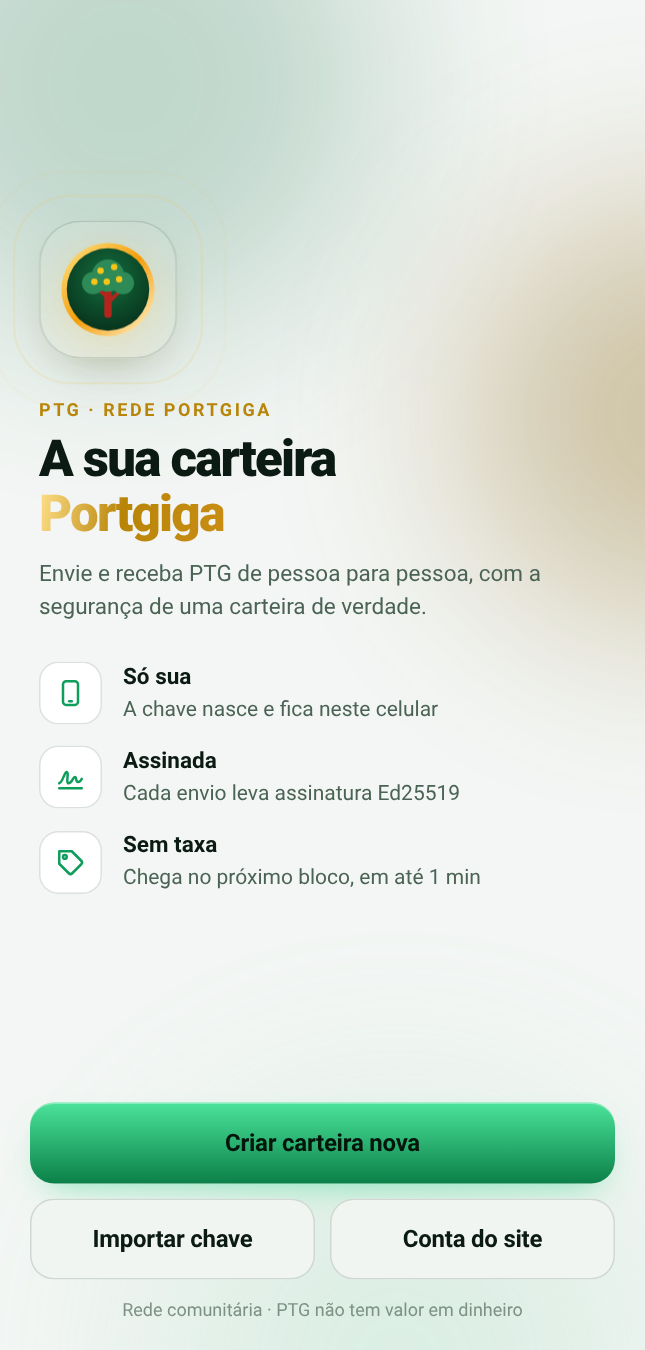 PTG · REDE PORTGIGA
A sua carteira
Portgiga
Envie e receba PTG de pessoa para pessoa, com a
segurança de uma carteira de verdade.
Só sua
A chave nasce e fica neste celular
Assinada
Cada envio leva assinatura Ed25519
Sem taxa
Chega no próximo bloco, em até 1 min
Criar carteira nova
Importar chave
Conta do site
Rede comunitária · PTG não tem valor em dinheiro